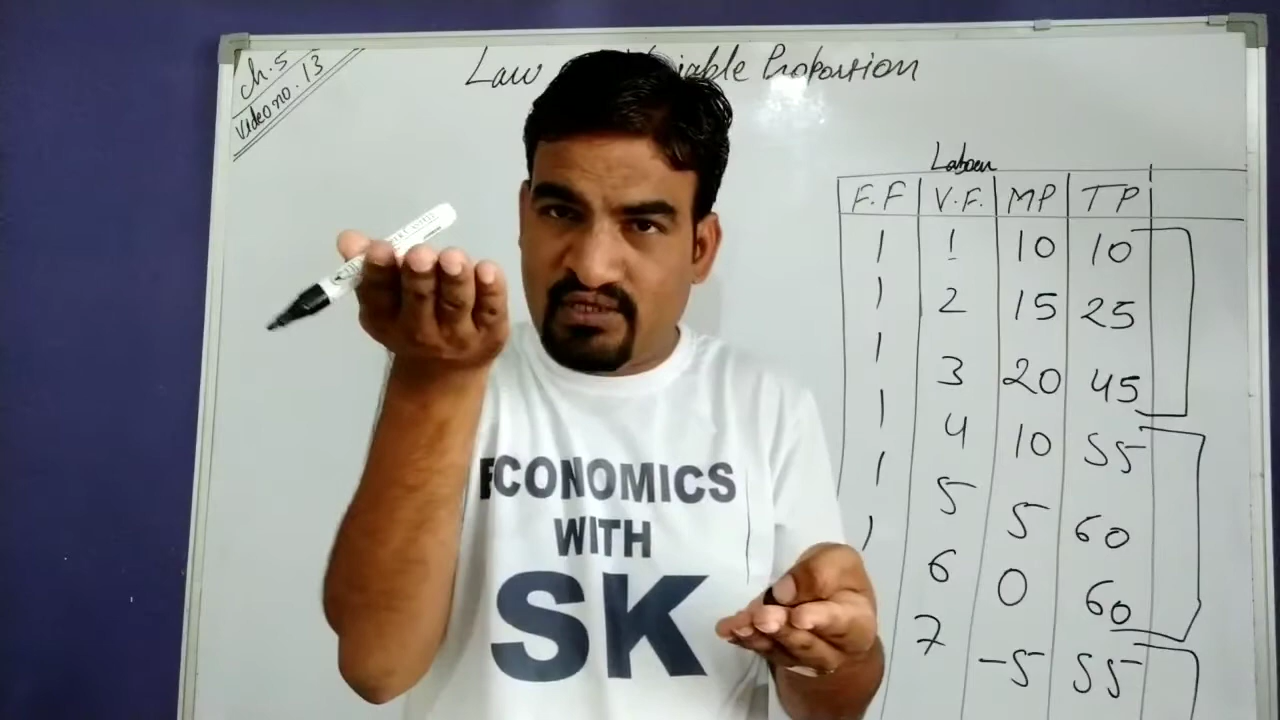 Ch. 5
Video no. 13
Law Variable Proportion
Labour
F.F V.F. MP TP
1 1 10 10
1 2 15 25
1 3 20 45
1 4 10 55
1 5 5 60
1 6 0 60
7 -5 55
ECONOMICS
WITH
SK